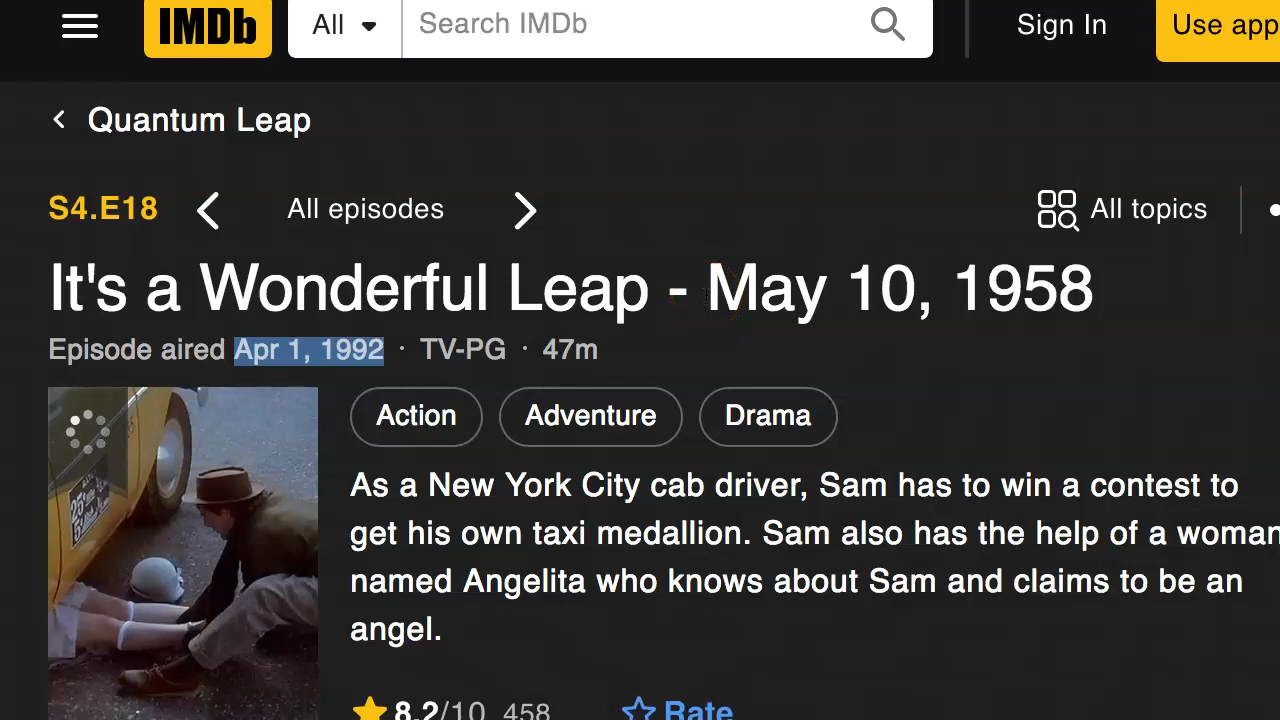 IMDb All Search IMDb Sign In Use app
Quantum Leap
S4.E18 All episodes All topics
It's a Wonderful Leap - May 10, 1958
Episode aired Apr 1, 1992 · TV-PG · 47m
Action Adventure Drama
As a New York City cab driver, Sam has to win a contest to
get his own taxi medallion. Sam also has the help of a woman
named Angelita who knows about Sam and claims to be an
angel.
8.2/10 458 Rate